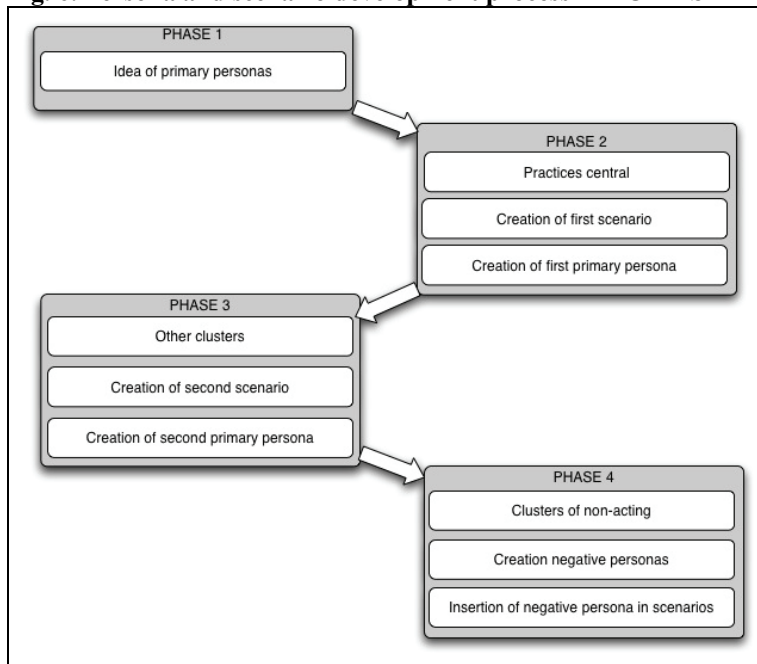 PHASE 1
Idea of primary personas
PHASE 2
Practices central
Creation of first scenario
Creation of first primary persona
PHASE 3
Other clusters
Creation of second scenario
Creation of second primary persona
PHASE 4
Clusters of non-acting
Creation negative personas
Insertion of negative persona in scenarios